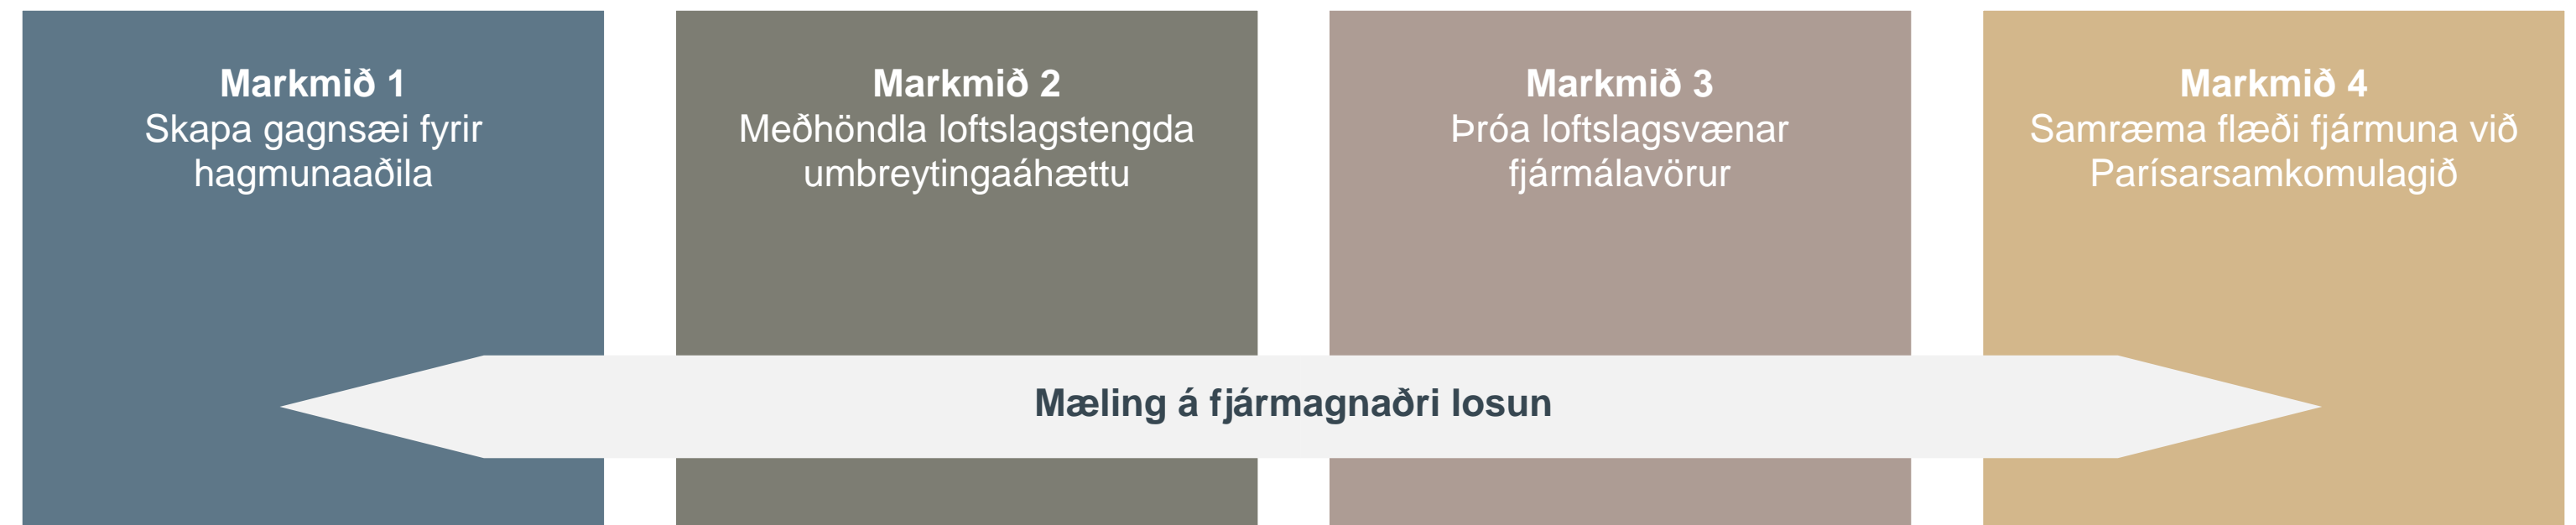 Markmið 1
Skapa gagnsæi fyrir
hagmunaaðila
Markmið 2
Meðhöndla loftslagstengda
umbreytingaáhættu
Markmið 3
Þróa loftslagsvænar
fjármálavörur
Markmið 4
Samræma flæði fjármuna við
Parísarsamkomulagið
Mæling á fjármagnaðri losun